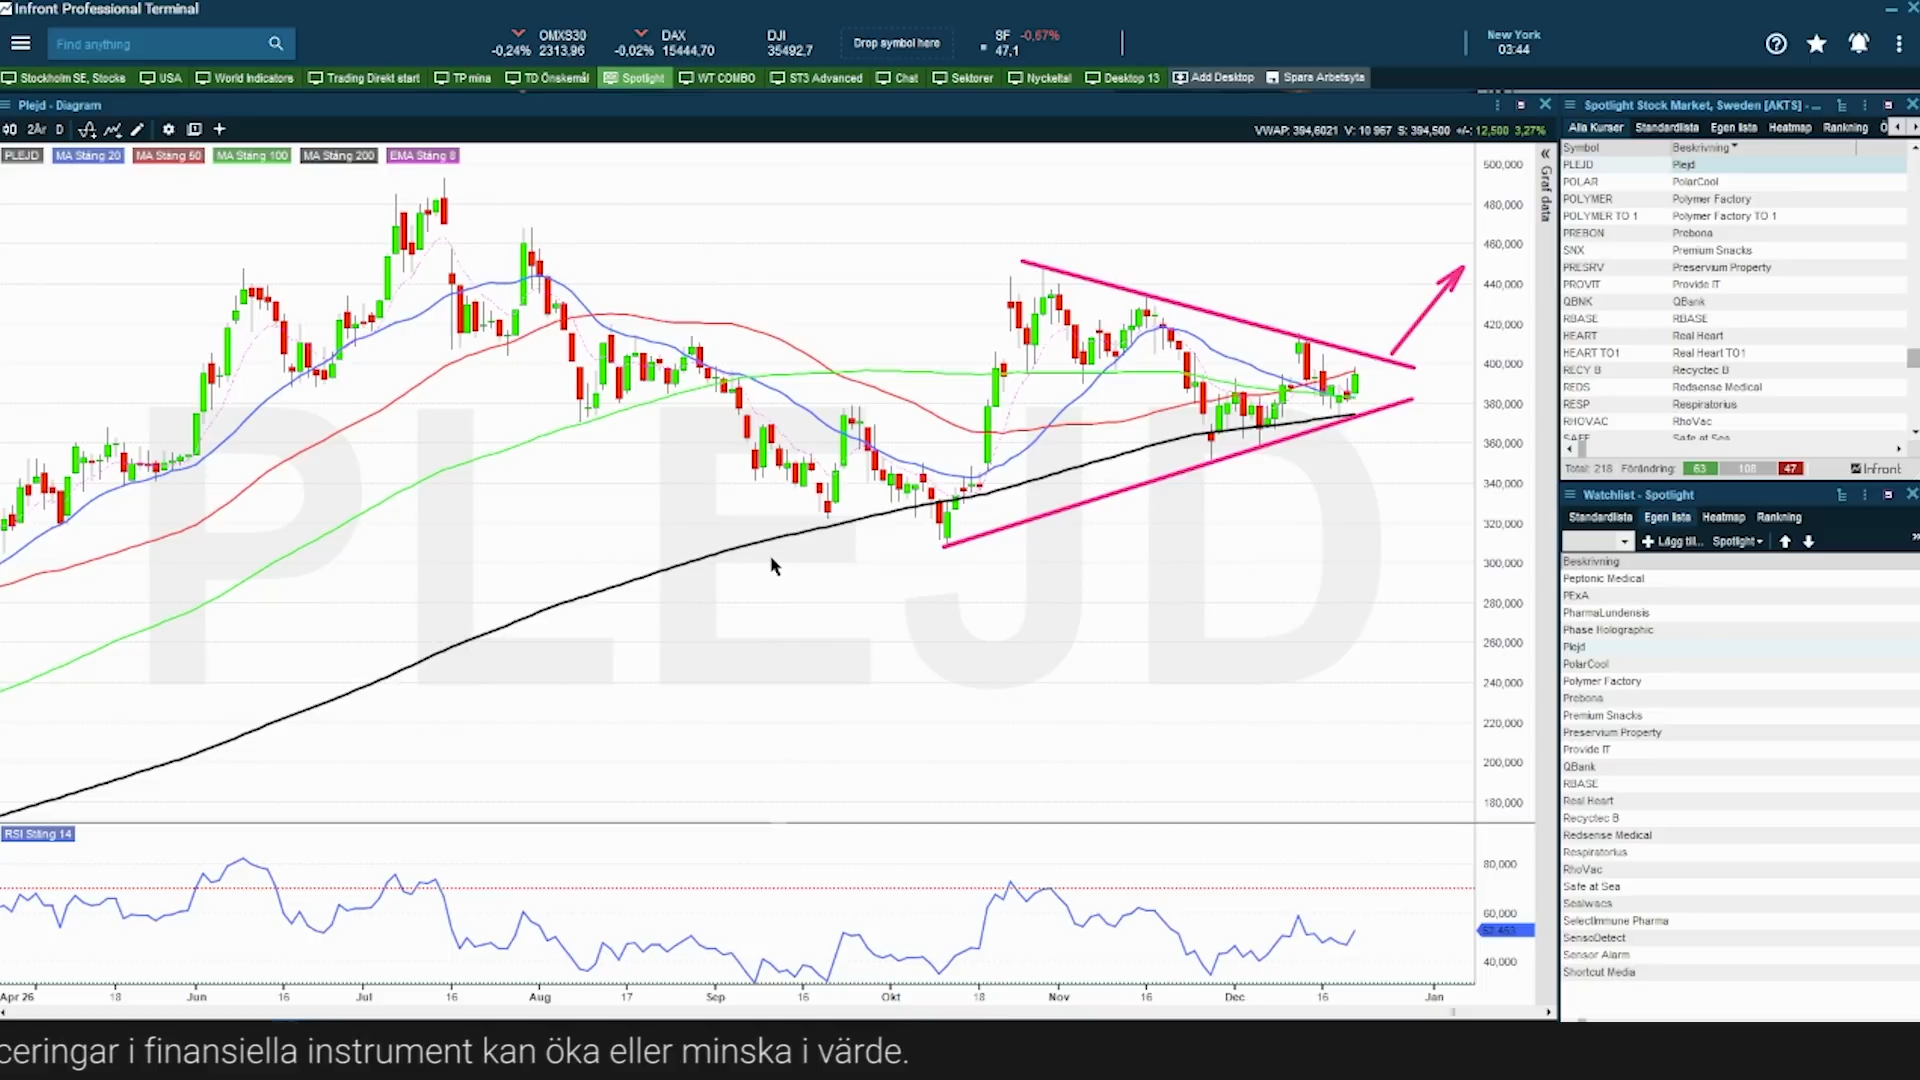 Infront Professional Terminal
Find anything
OMXS30
-0,24% 2313,96
DAX
-0,02% 15444,70
DJI
35492,7
Drop symbol here
SF -0,67%
47,1
New York
03:44
Stockholm SE, Stocks USA World Indicators Trading Direkt start TP mina TD Önskemål Spotlight WT COMBO ST3 Advanced Chat Sektorer Nyckeltal Desktop 13 Add Desktop Spara Arbetsyta
Plejd - Diagram
2År D
VWAP: 394,6021 V: 10 967 S: 394,500 +/-: 12,500 3,27%
PLEJD MA Stäng 20 MA Stäng 50 MA Stäng 100 MA Stäng 200 EMA Stäng 8
Graf data
500,000
480,000
460,000
440,000
420,000
400,000
380,000
360,000
340,000
320,000
300,000
280,000
260,000
240,000
220,000
200,000
180,000
PLEJD
RSI Stäng 14
80,000
60,000
52,453
40,000
Apr 26 18 Jun 16 Jul 16 Aug 17 Sep 16 Okt 18 Nov 16 Dec 16 Jan
Spotlight Stock Market, Sweden [AKTS] - ...
Alla Kurser Standardlista Egen lista Heatmap Rankning Ö
Symbol Beskrivning
PLEJD Plejd
POLAR PolarCool
POLYMER Polymer Factory
POLYMER TO 1 Polymer Factory TO 1
PREBON Prebona
SNX Premium Snacks
PRESRV Preservium Property
PROVIT Provide IT
QBNK QBank
RBASE RBASE
HEART Real Heart
HEART TO1 Real Heart TO1
RECY B Recyctec B
REDS Redsense Medical
RESP Respiratorius
RHOVAC RhoVac
SAFE Safe at Sea
Total: 218 Förändring: 63 108 47 Infront
Watchlist - Spotlight
Standardlista Egen lista Heatmap Rankning
Lägg til... Spotlight
Beskrivning
Peptonic Medical
PExA
PharmaLundensis
Phase Holographic
Plejd
PolarCool
Polymer Factory
Prebona
Premium Snacks
Preservium Property
Provide IT
QBank
RBASE
Real Heart
Recyctec B
Redsense Medical
Respiratorius
RhoVac
Safe at Sea
Sealwacs
SelectImmune Pharma
SensoDetect
Sensor Alarm
Shortcut Media
ceringar i finansiella instrument kan öka eller minska i värde.